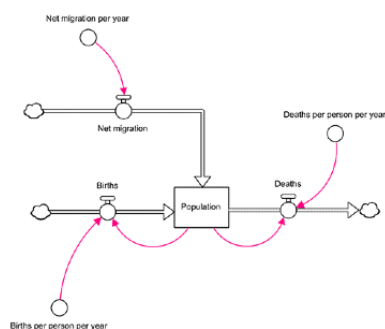 Net migration per year
Net migration
Deaths per person per year
Births
Population
Deaths
Births per person per year